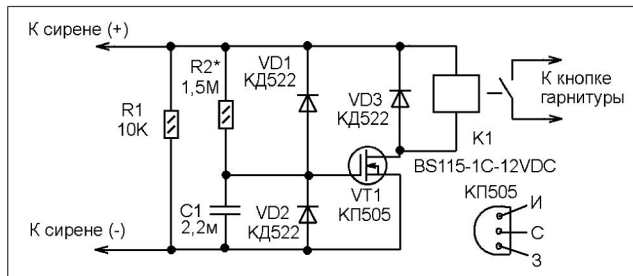 К сирене (+)
R2*
1,5М
VD1
КД522
VD3
КД522
К кнопке
гарнитуры
R1
10K
K1
BS115-1C-12VDC
VT1
КП505
КП505
И
С
З
C1
2,2м
VD2
КД522
К сирене (-)